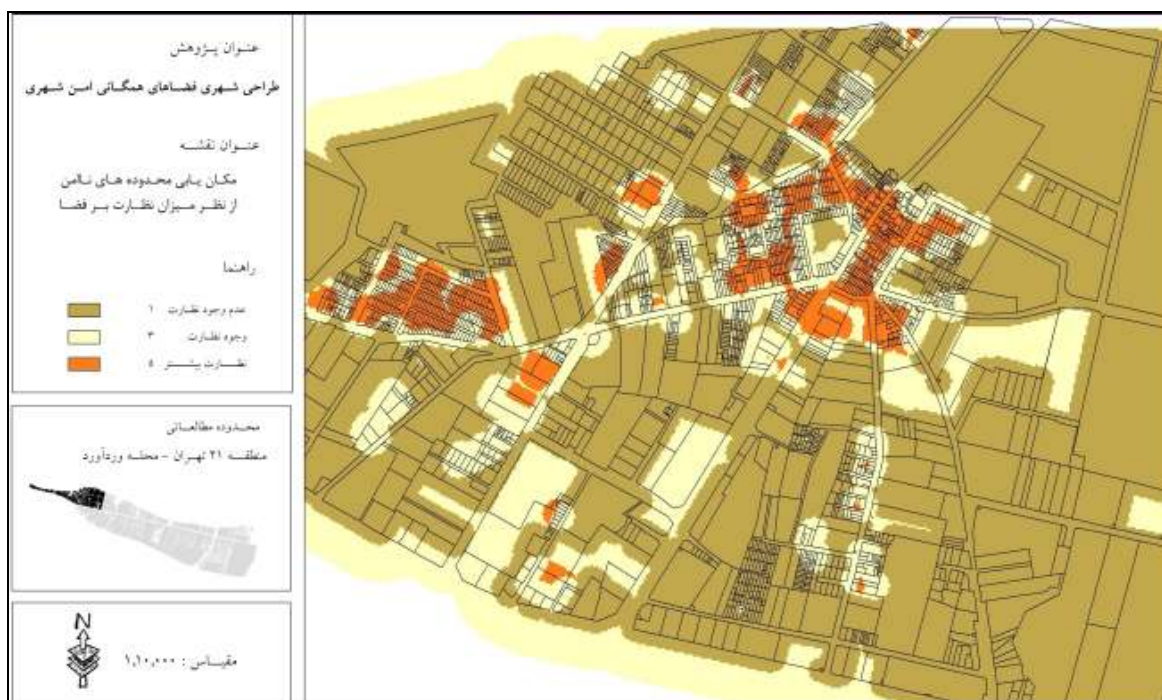 عنوان پژوهش
طراحی شهری فضاهای همگانی امن شهری
عنوان نقشه
مکان یابی محدوده های ناامن
از نظر میزان نظارت بر فضا
راهنما
عدم وجود نظارت ۱
وجود نظارت ۳
نظارت بیشتر ۵
محدوده مطالعاتی
منطقه ۲۱ تهران - محله وردآورد
N
مقیاس : ۱,۱۰,۰۰۰